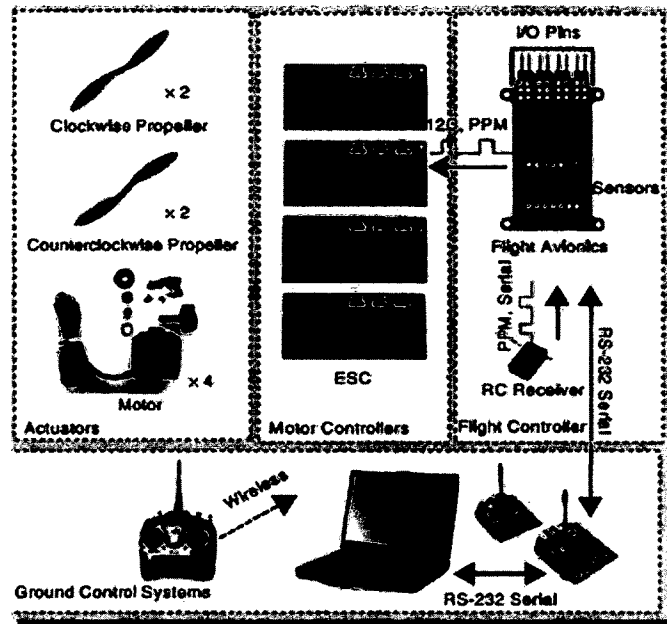 I/O Pins
× 2
Clockwise Propeller
× 2
Counterclockwise Propeller
× 4
Motor
Actuators
ESC
Motor Controllers
PPM
Sensors
Flight Avionics
PPM, Serial
RC Receiver
RS-232 Serial
Flight Controller
Wireless
Ground Control Systems
RS-232 Serial